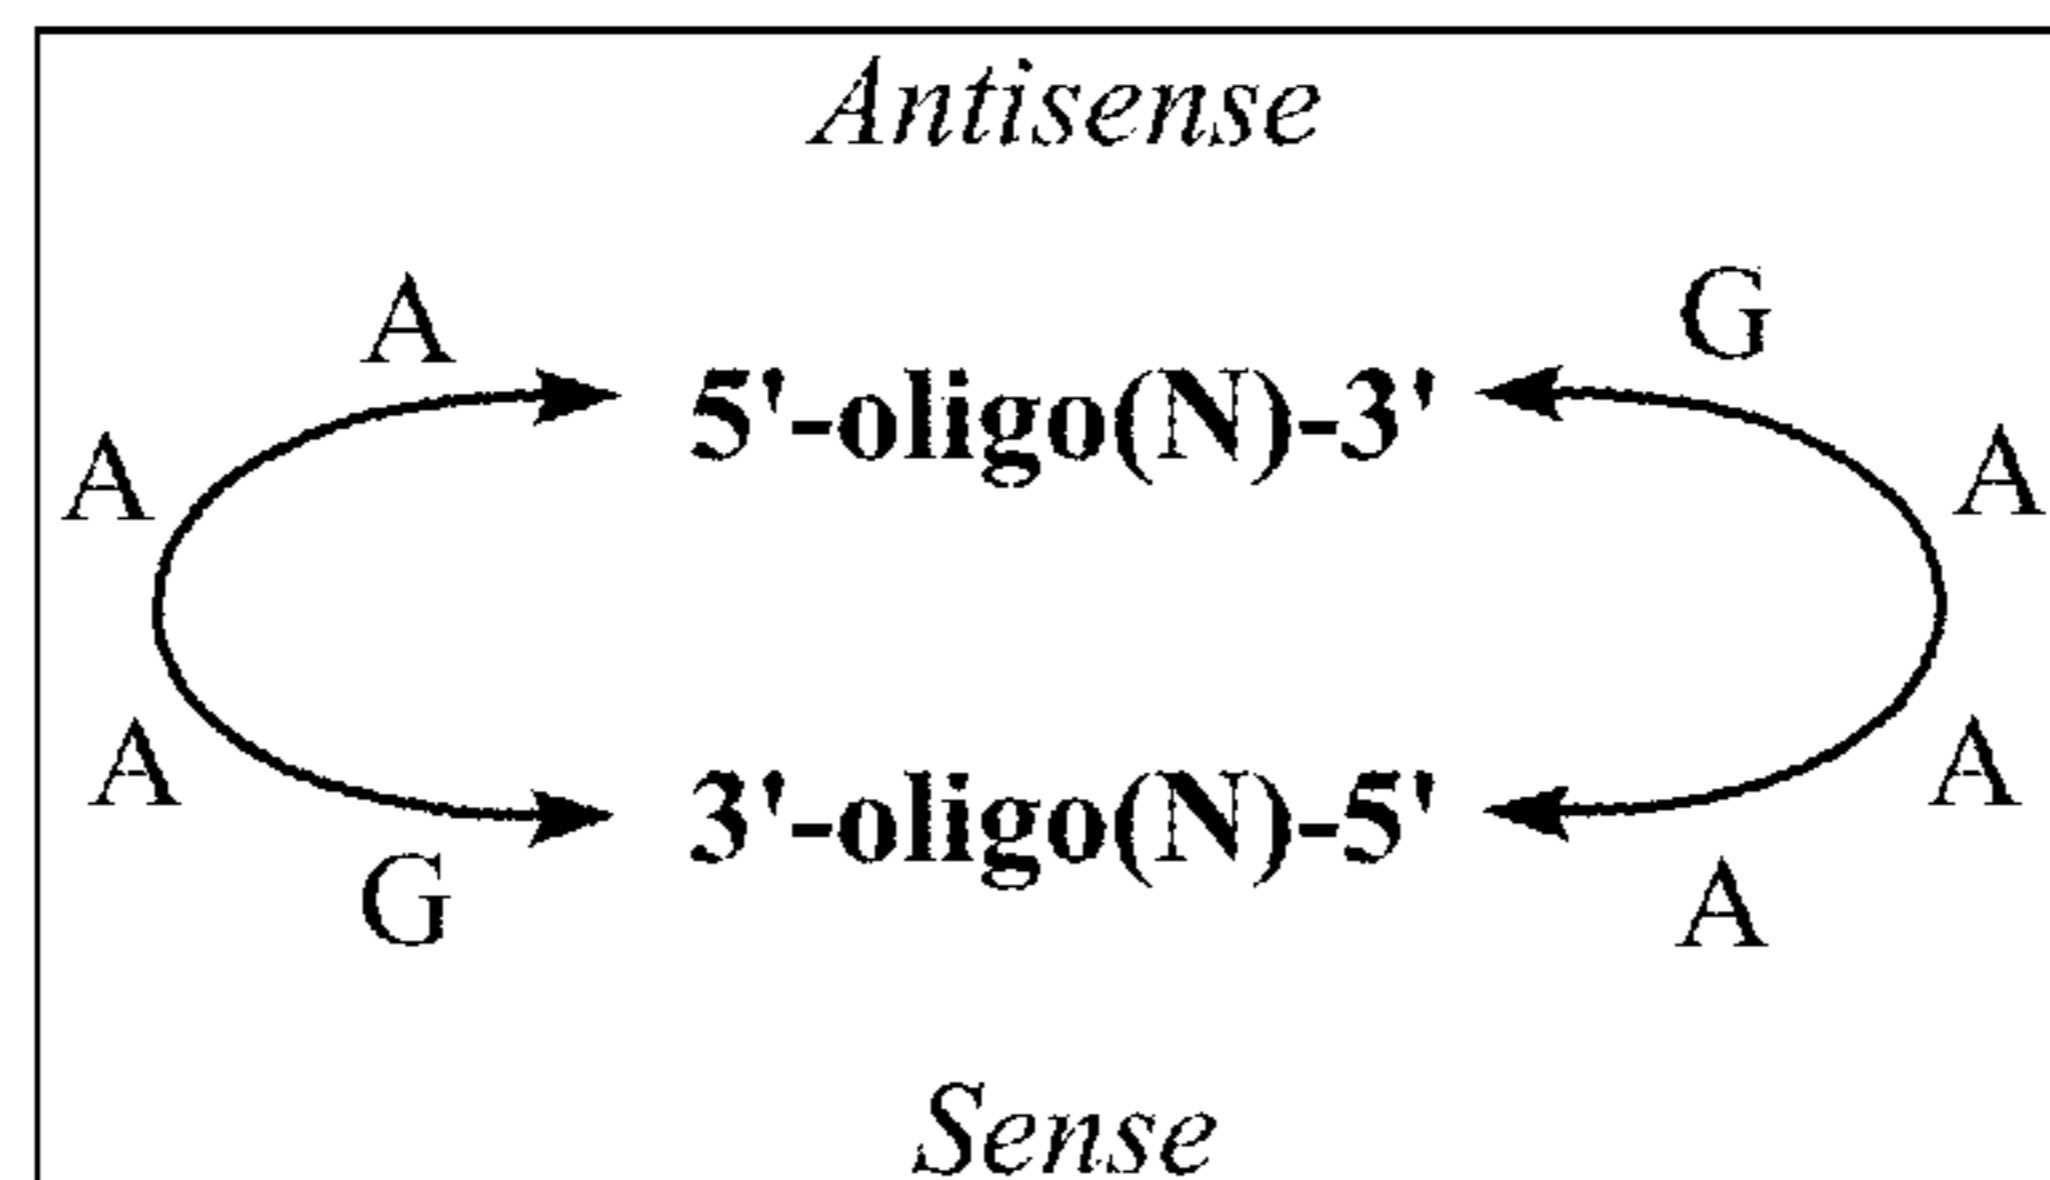 Antisense
A G
A 5'-oligo(N)-3' A
A 3'-oligo(N)-5' A
G A
Sense